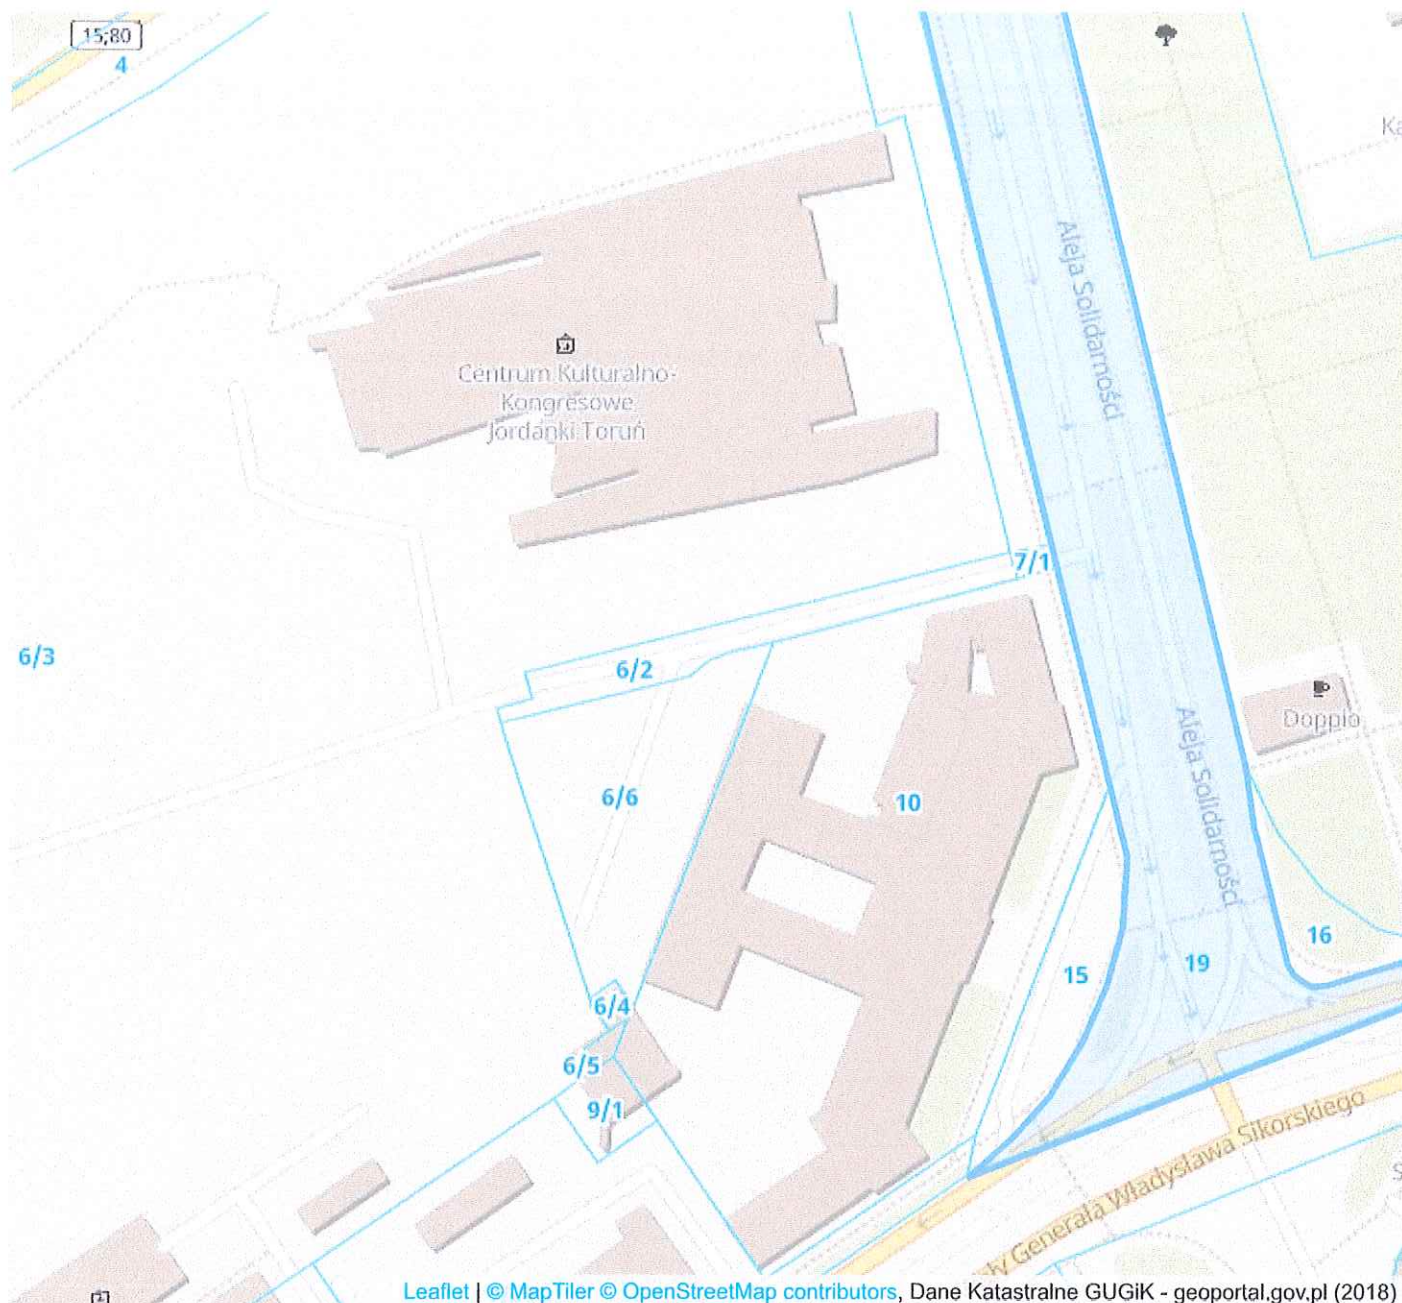 15;80
4
Ka
Aleja Solidarności
Centrum Kulturalno-
Kongresowe
Jordanki Toruń
7/1
6/3
6/2
Doppio
Aleja Solidarności
6/6
10
16
15
19
6/4
6/5
9/1
ły Generała Władysława Sikorskiego
S
Leaflet | © MapTiler © OpenStreetMap contributors, Dane Katastralne GUGiK - geoportal.gov.pl (2018)